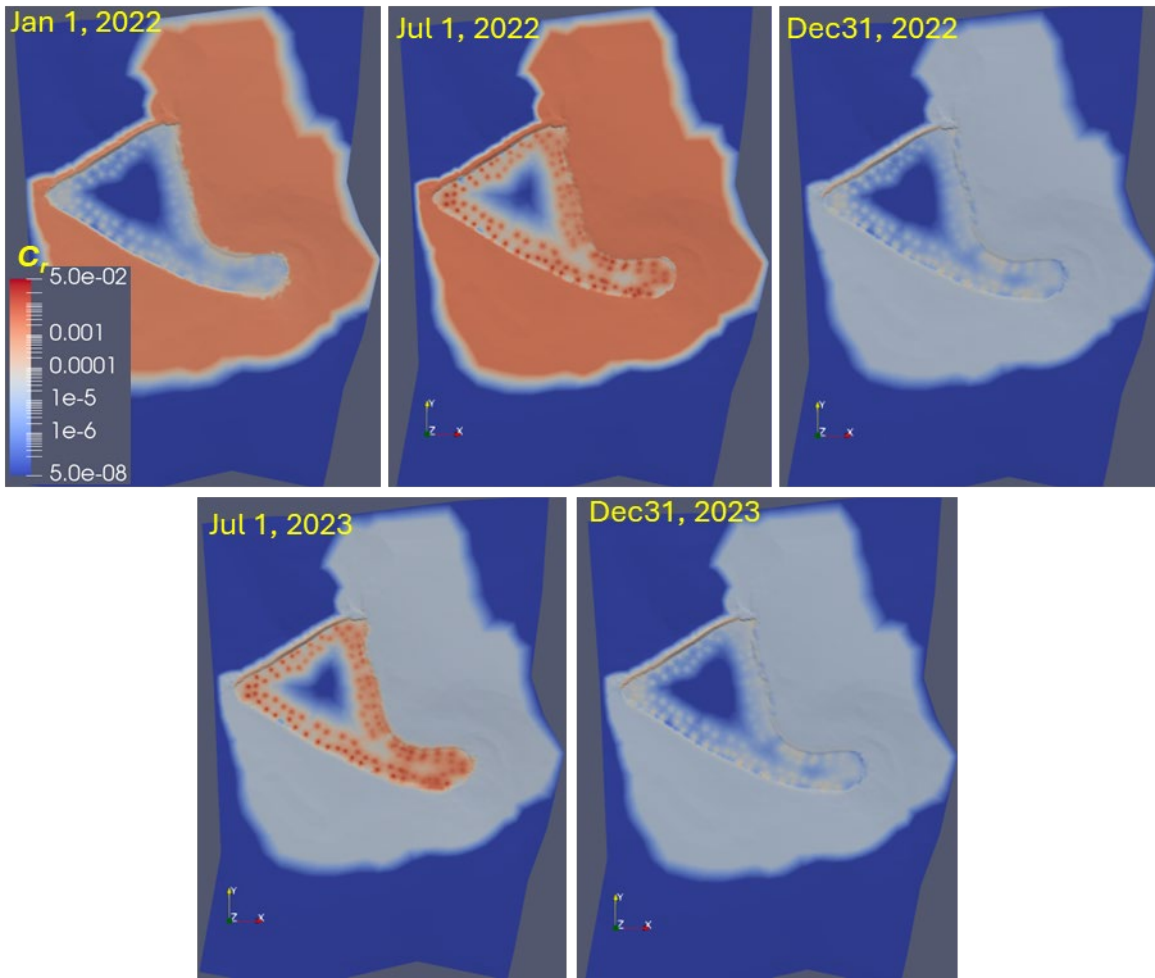 Jan 1, 2022
Jul 1, 2022
Dec31, 2022
Cr
5.0e-02
0.001
0.0001
1e-5
1e-6
5.0e-08
Y
Z X
Y
Z X
Jul 1, 2023
Dec31, 2023
Y
Z X
Y
Z X